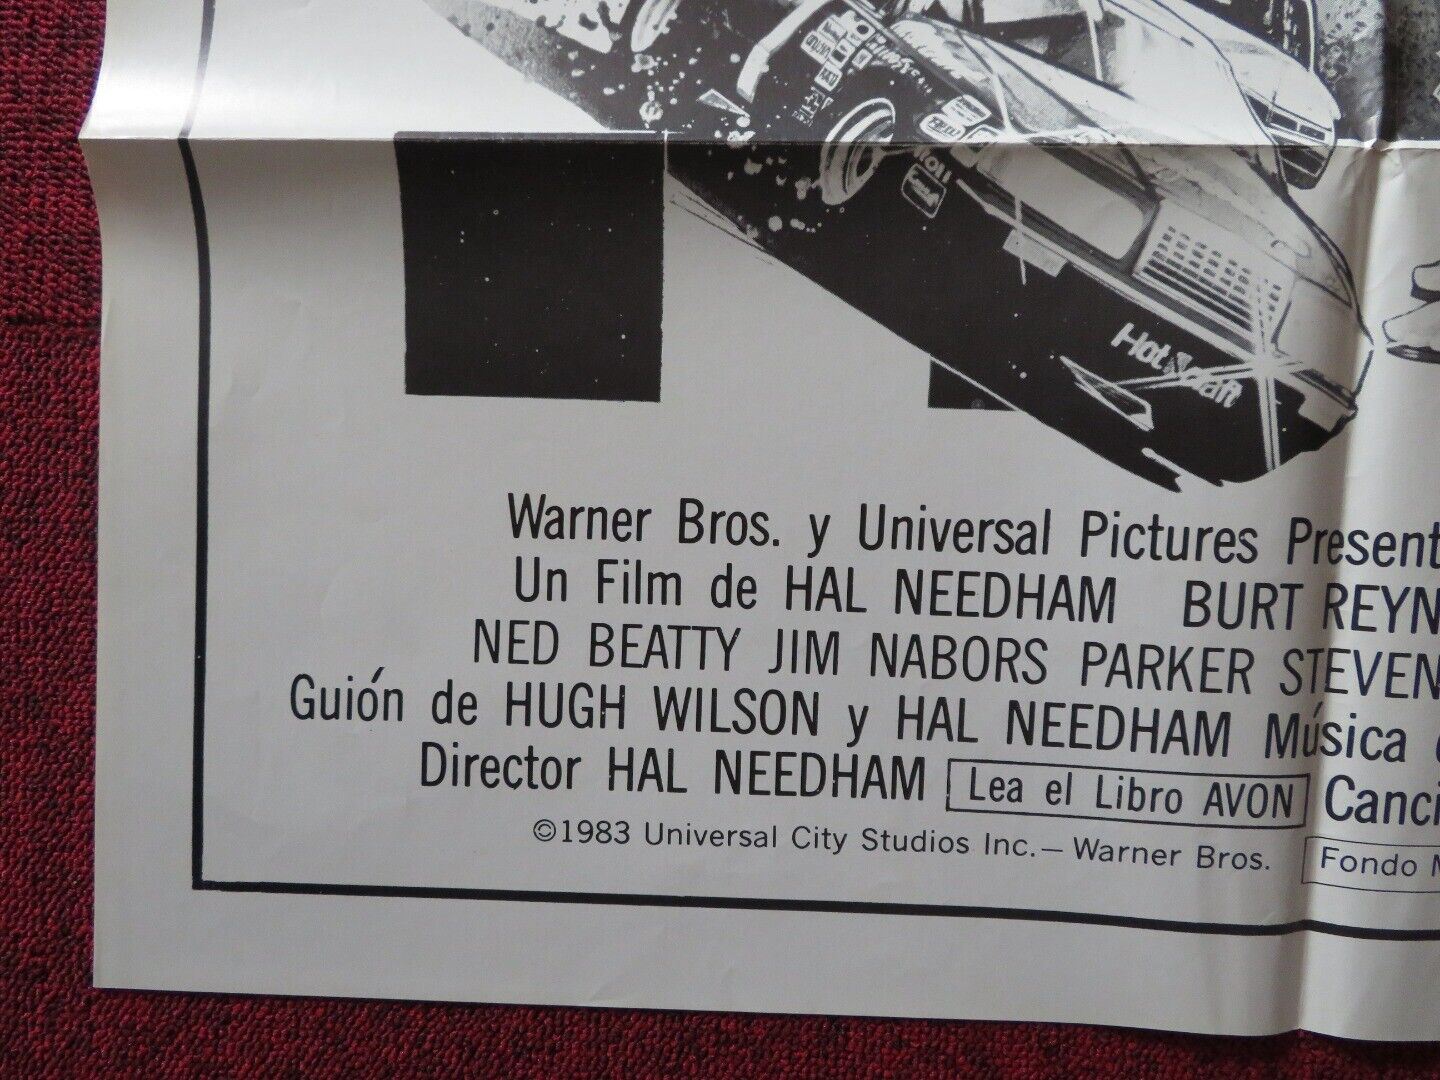 Hot
Warner Bros. y Universal Pictures Present
Un Film de HAL NEEDHAM BURT REYN
NED BEATTY JIM NABORS PARKER STEVEN
Guión de HUGH WILSON y HAL NEEDHAM Música
Director HAL NEEDHAM Lea el Libro AVON Canci
©1983 Universal City Studios Inc.— Warner Bros. Fondo